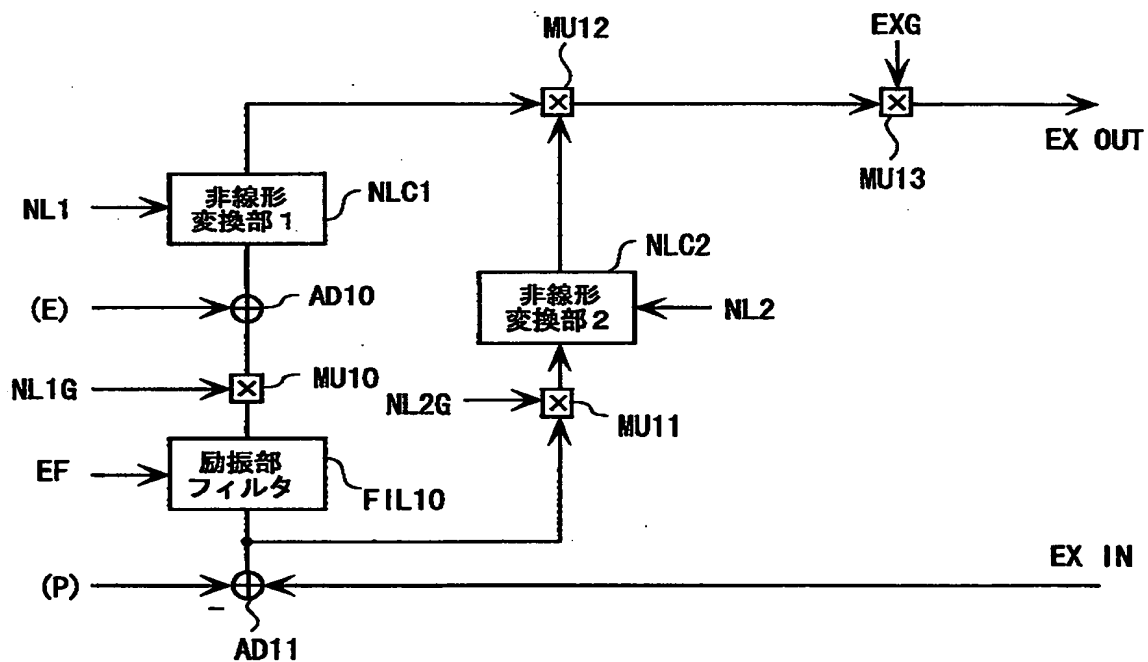 MU12
EXG
EX OUT
MU13
NL1
非線形
変換部1
NLC1
NLC2
(E)
AD10
非線形
変換部2
NL2
NL1G
MU10
NL2G
MU11
EF
励振部
フィルタ
FIL10
EX IN
(P)
−
AD11